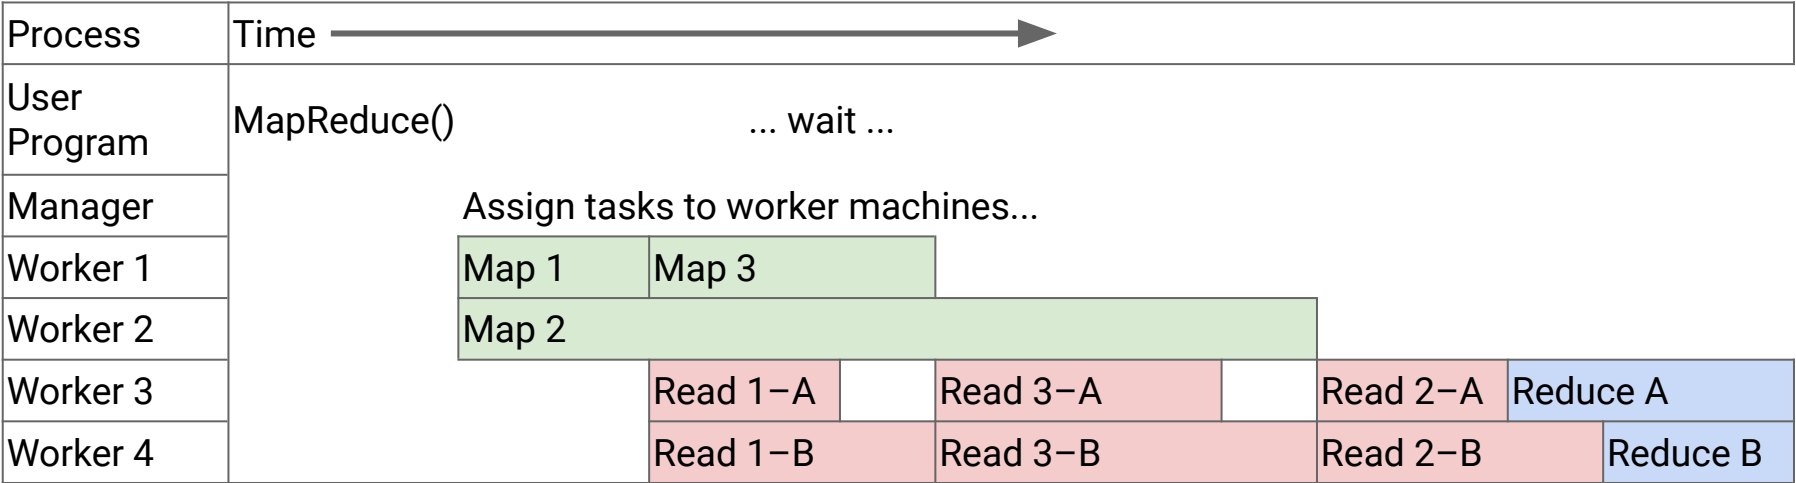 Process
Time
User
Program
MapReduce()
... wait ...
Manager
Assign tasks to worker machines...
Worker 1
Map 1
Map 3
Worker 2
Map 2
Worker 3
Read 1–A
Read 3–A
Read 2–A
Reduce A
Worker 4
Read 1–B
Read 3–B
Read 2–B
Reduce B